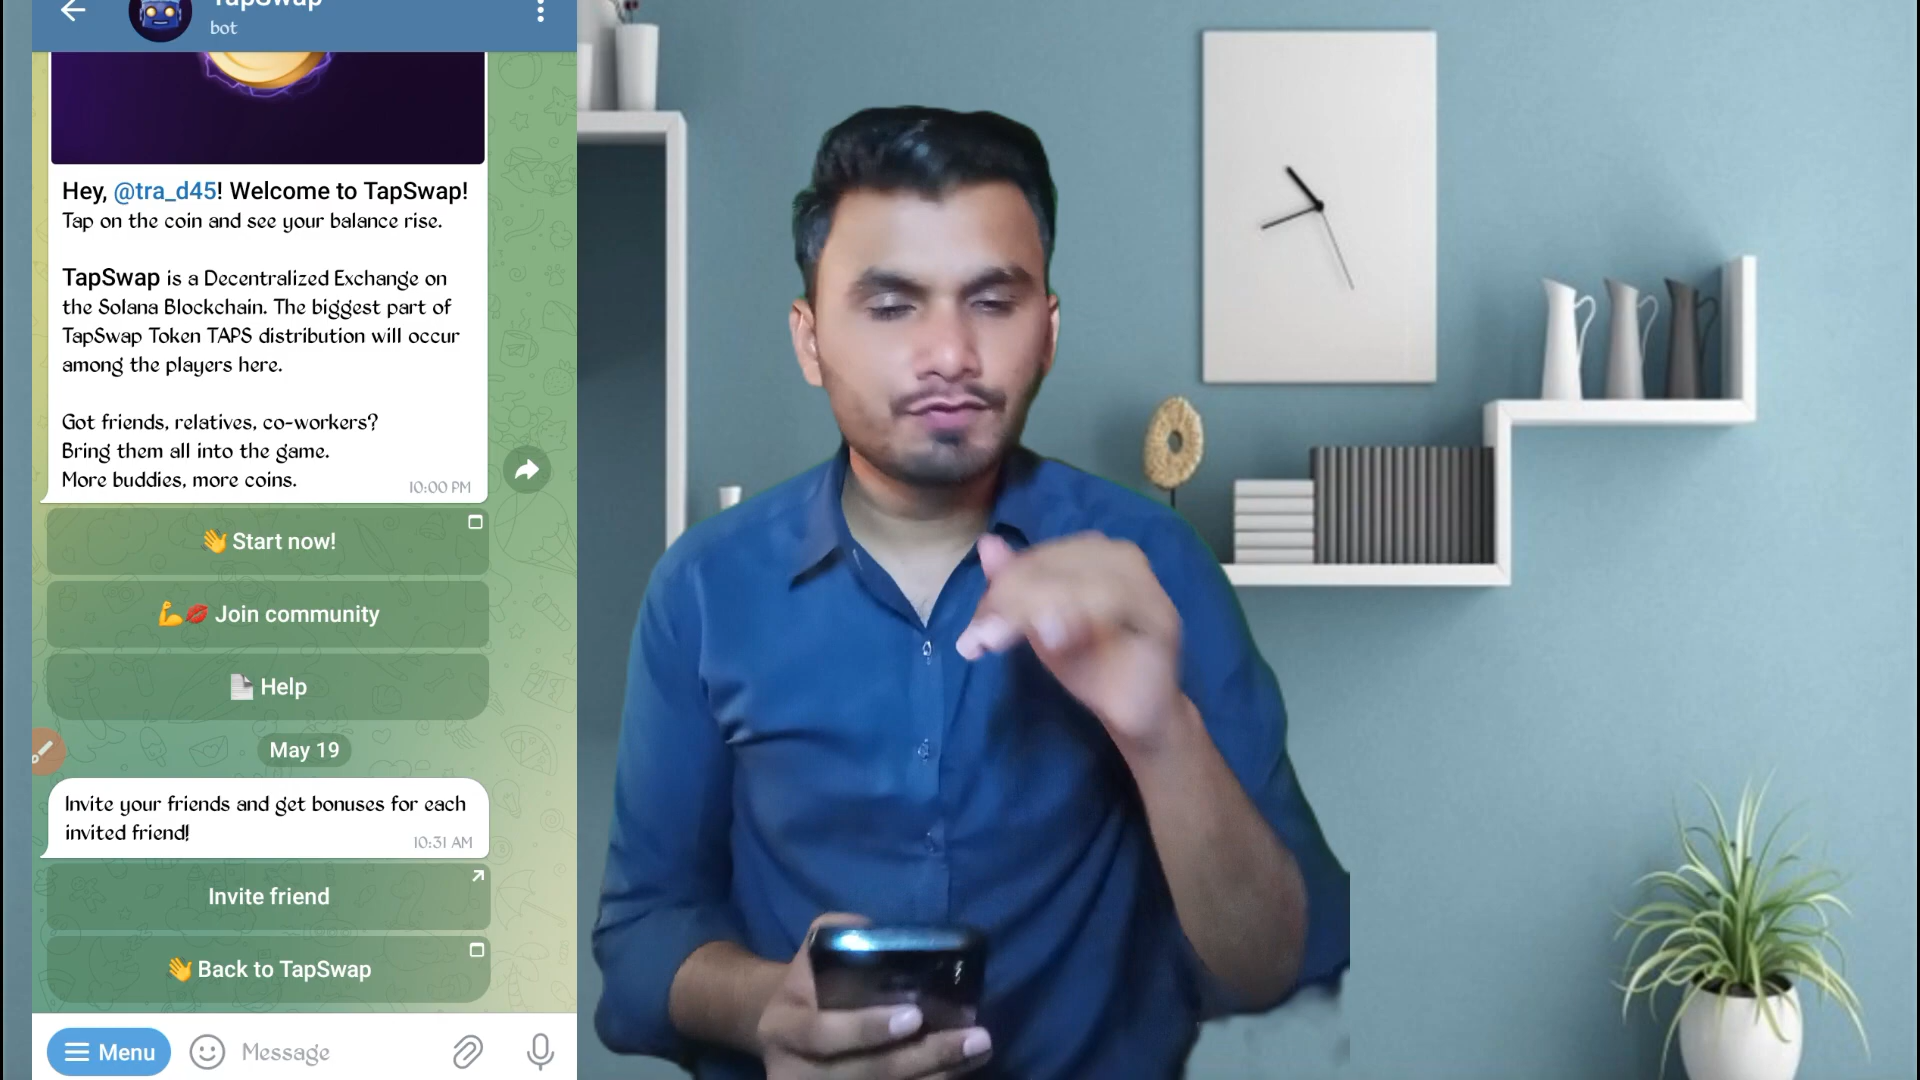 TapSwap
bot
Hey, @tra_d45! Welcome to TapSwap!
Tap on the coin and see your balance rise.
TapSwap is a Decentralized Exchange on
the Solana Blockchain. The biggest part of
TapSwap Token TAPS distribution will occur
among the players here.
Got friends, relatives, co-workers?
Bring them all into the game.
More buddies, more coins.
10:00 PM
👋 Start now!
💪💋 Join community
📄 Help
May 19
Invite your friends and get bonuses for each
invited friend!
10:31 AM
Invite friend
👋 Back to TapSwap
Menu
Message